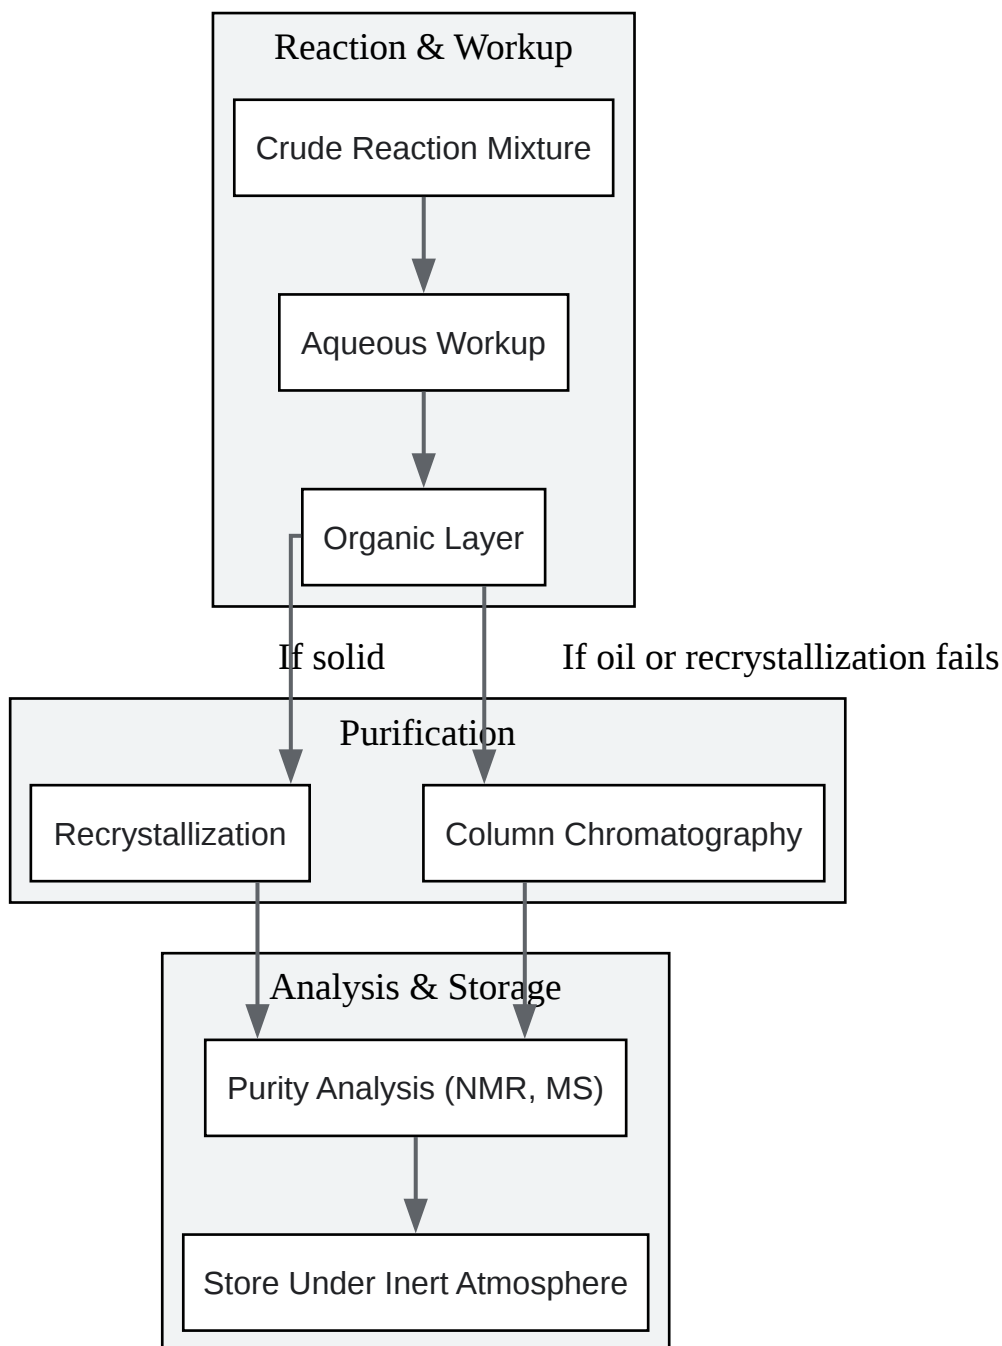 Reaction & Workup
Crude Reaction Mixture
Aqueous Workup
Organic Layer
If solid
If oil or recrystallization fails
Purification
Recrystallization
Column Chromatography
Analysis & Storage
Purity Analysis (NMR, MS)
Store Under Inert Atmosphere